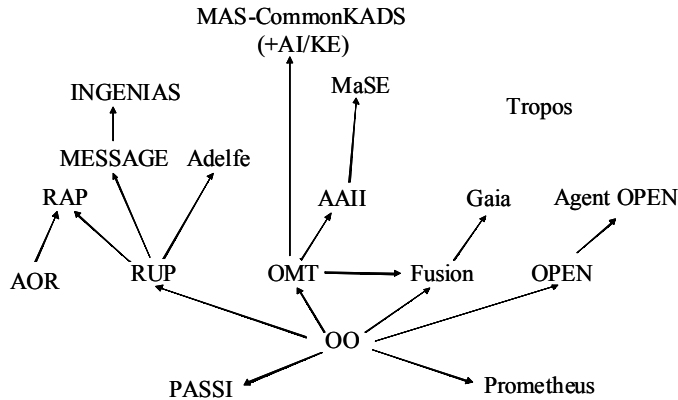 MAS-CommonKADS
(+AI/KE)
MaSE
INGENIAS
Tropos
MESSAGE
Adelfe
RAP
AAII
Gaia
Agent OPEN
AOR
RUP
OMT
Fusion
OPEN
OO
PASSI
Prometheus